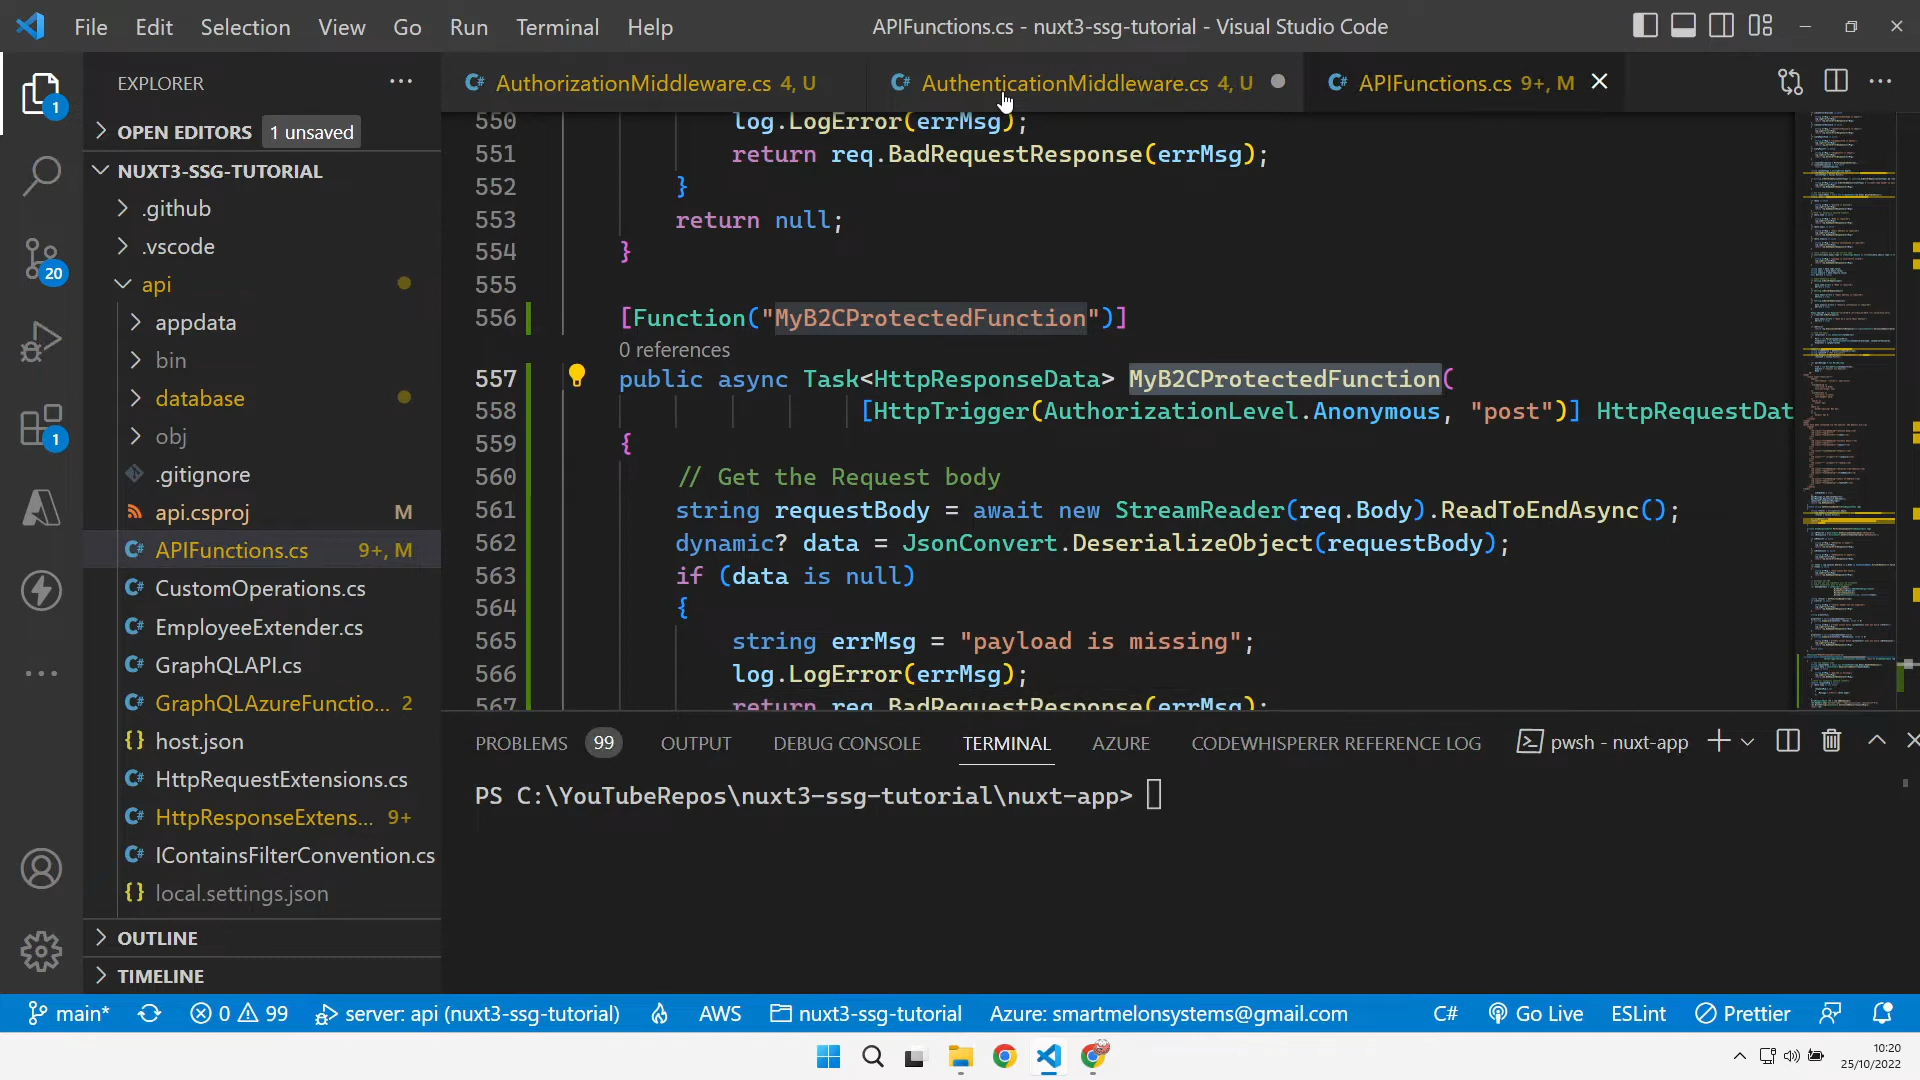 File Edit Selection View Go Run Terminal Help APIFunctions.cs - nuxt3-ssg-tutorial - Visual Studio Code
EXPLORER
AuthorizationMiddleware.cs 4, U AuthenticationMiddleware.cs 4, U APIFunctions.cs 9+, M
OPEN EDITORS 1 unsaved
NUXT3-SSG-TUTORIAL
.github
.vscode
api
appdata
bin
database
obj
.gitignore
api.csproj M
APIFunctions.cs 9+, M
CustomOperations.cs
EmployeeExtender.cs
GraphQLAPI.cs
GraphQLAzureFunctio... 2
host.json
HttpRequestExtensions.cs
HttpResponseExtens... 9+
IContainsFilterConvention.cs
local.settings.json
OUTLINE
TIMELINE
1
20
1
550 log.LogError(errMsg);
551 return req.BadRequestResponse(errMsg);
552 }
553 return null;
554 }
555
556 [Function("MyB2CProtectedFunction")]
0 references
557 public async Task<HttpResponseData> MyB2CProtectedFunction(
558 [HttpTrigger(AuthorizationLevel.Anonymous, "post")] HttpRequestDat
559 {
560 // Get the Request body
561 string requestBody = await new StreamReader(req.Body).ReadToEndAsync();
562 dynamic? data = JsonConvert.DeserializeObject(requestBody);
563 if (data is null)
564 {
565 string errMsg = "payload is missing";
566 log.LogError(errMsg);
567 return req.BadRequestResponse(errMsg);
PROBLEMS 99 OUTPUT DEBUG CONSOLE TERMINAL AZURE CODEWHISPERER REFERENCE LOG pwsh - nuxt-app
PS C:\YouTubeRepos\nuxt3-ssg-tutorial\nuxt-app>
main* 0 99 server: api (nuxt3-ssg-tutorial) AWS nuxt3-ssg-tutorial Azure: smartmelonsystems@gmail.com C# Go Live ESLint Prettier
10:20
25/10/2022